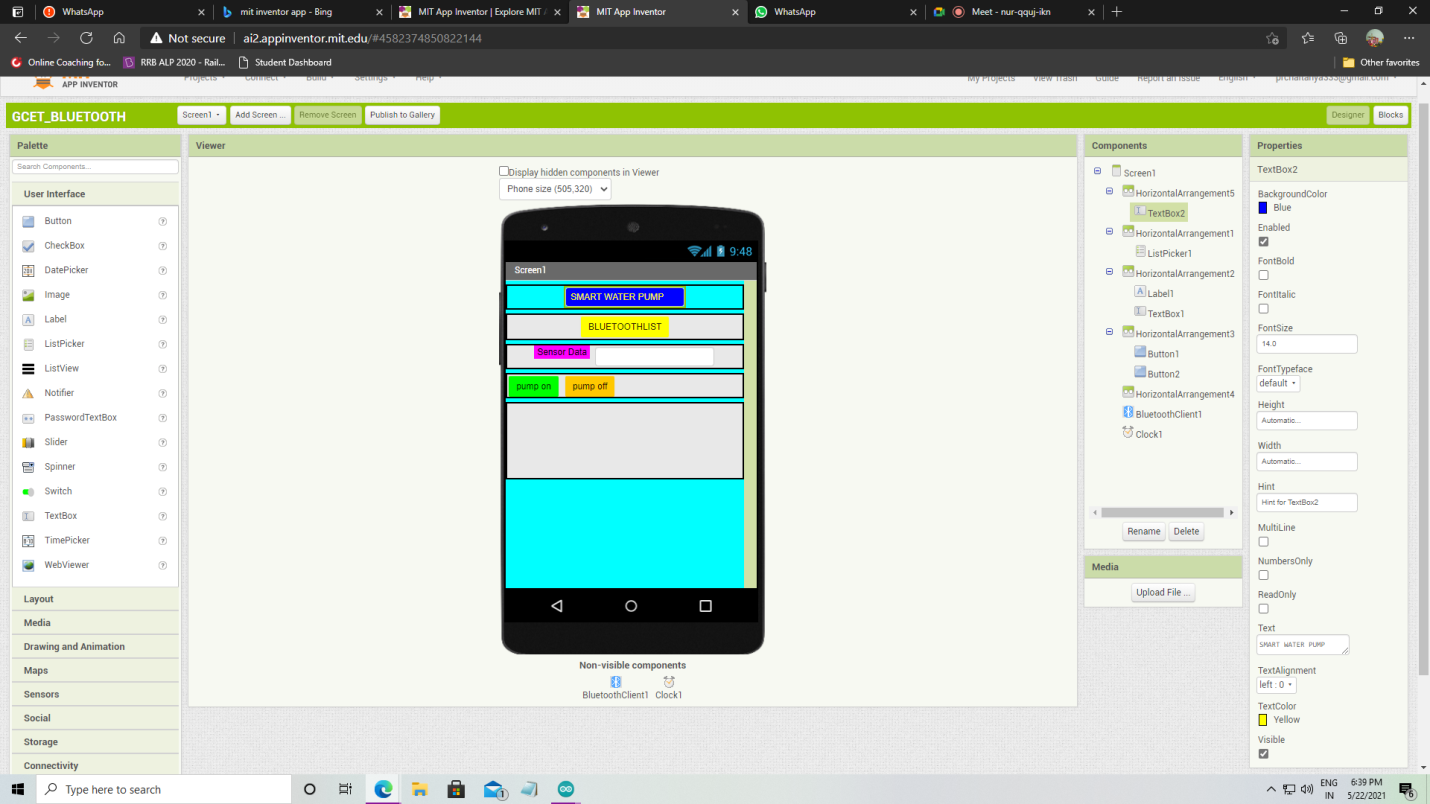 WhatsApp
mit inventor app - Bing
MIT App Inventor | Explore MIT A
MIT App Inventor
WhatsApp
Meet - nur-qquj-ikn
Not secure ai2.appinventor.mit.edu/#4582374850822144
Online Coaching fo...
RRB ALP 2020 - Rail...
Student Dashboard
Other favorites
APP INVENTOR
Projects
Connect
Build
Settings
Help
My Projects
View Trash
Guide
Report an Issue
English
GCET_BLUETOOTH
Screen1
Add Screen ...
Remove Screen
Publish to Gallery
Designer
Blocks
Palette
Search Components...
User Interface
Button
CheckBox
DatePicker
Image
Label
ListPicker
ListView
Notifier
PasswordTextBox
Slider
Spinner
Switch
TextBox
TimePicker
WebViewer
Layout
Media
Drawing and Animation
Maps
Sensors
Social
Storage
Connectivity
Viewer
Display hidden components in Viewer
Phone size (505,320)
9:48
Screen1
SMART WATER PUMP
BLUETOOTHLIST
Sensor Data
pump on
pump off
Non-visible components
BluetoothClient1
Clock1
Components
Screen1
HorizontalArrangement5
TextBox2
HorizontalArrangement1
ListPicker1
HorizontalArrangement2
Label1
TextBox1
HorizontalArrangement3
Button1
Button2
HorizontalArrangement4
BluetoothClient1
Clock1
Rename
Delete
Media
Upload File ...
Properties
TextBox2
BackgroundColor
Blue
Enabled
FontBold
FontItalic
FontSize
14.0
FontTypeface
default
Height
Automatic...
Width
Automatic...
Hint
Hint for TextBox2
MultiLine
NumbersOnly
ReadOnly
Text
SMART WATER PUMP
TextAlignment
left : 0
TextColor
Yellow
Visible
Type here to search
1
ENG
IN
6:39 PM
5/22/2021
6